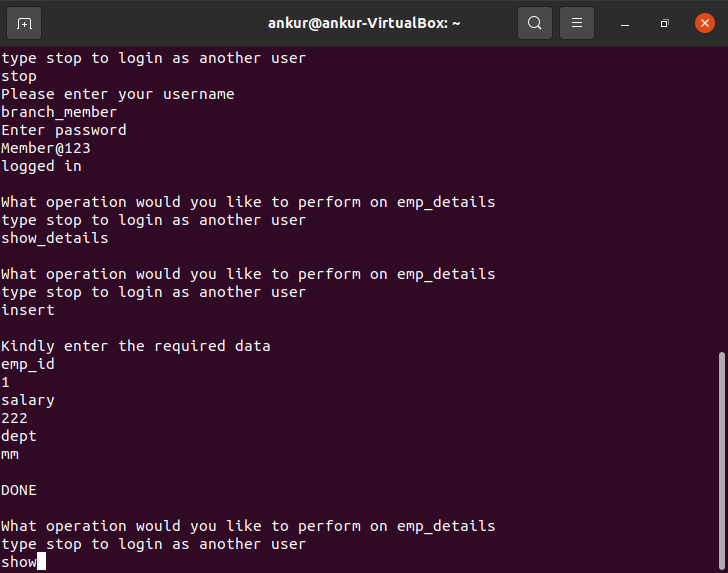 ankur@ankur-VirtualBox: ~
type stop to login as another user
stop
Please enter your username
branch_member
Enter password
Member@123
logged in
What operation would you like to perform on emp_details
type stop to login as another user
show_details
What operation would you like to perform on emp_details
type stop to login as another user
insert
Kindly enter the required data
emp_id
1
salary
222
dept
mm
DONE
What operation would you like to perform on emp_details
type stop to login as another user
show